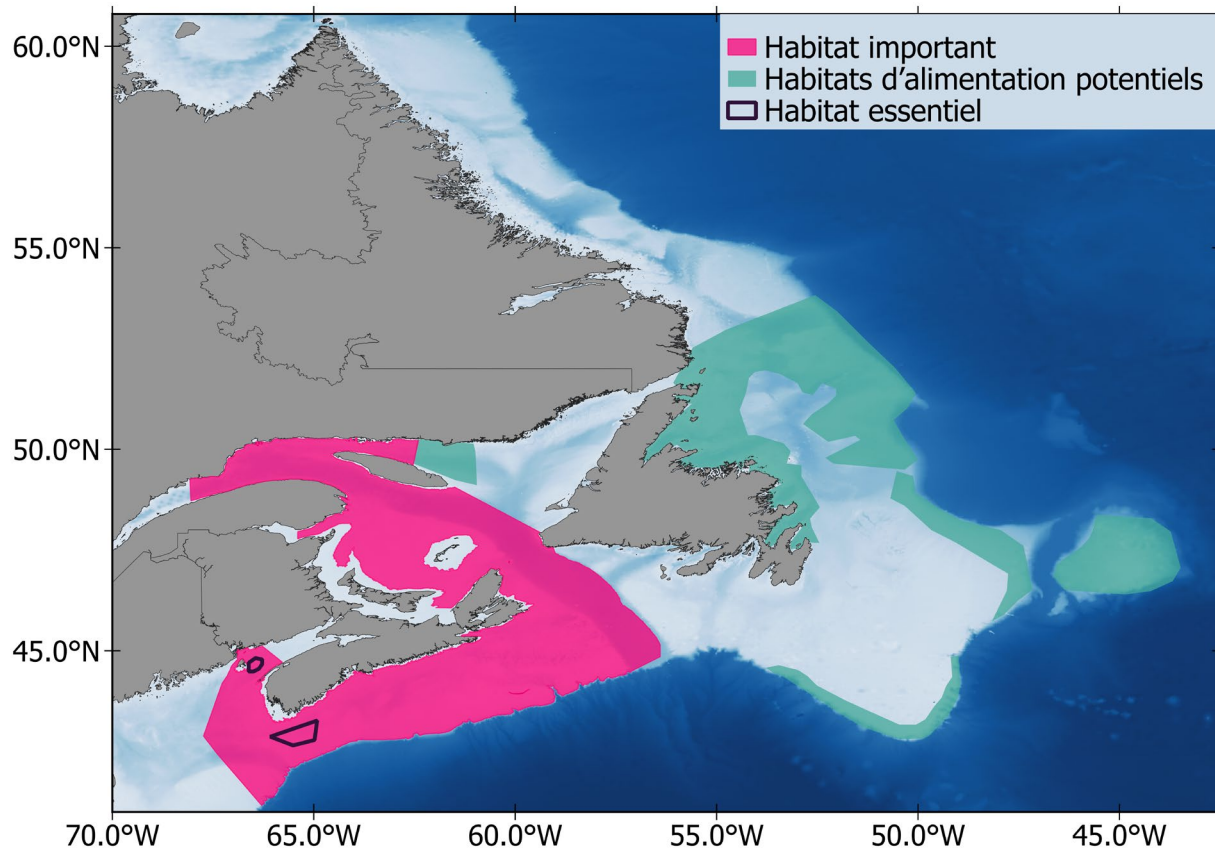 Habitat important
Habitats d'alimentation potentiels
Habitat essentiel
60.0°N
55.0°N
50.0°N
45.0°N
70.0°W 65.0°W 60.0°W 55.0°W 50.0°W 45.0°W